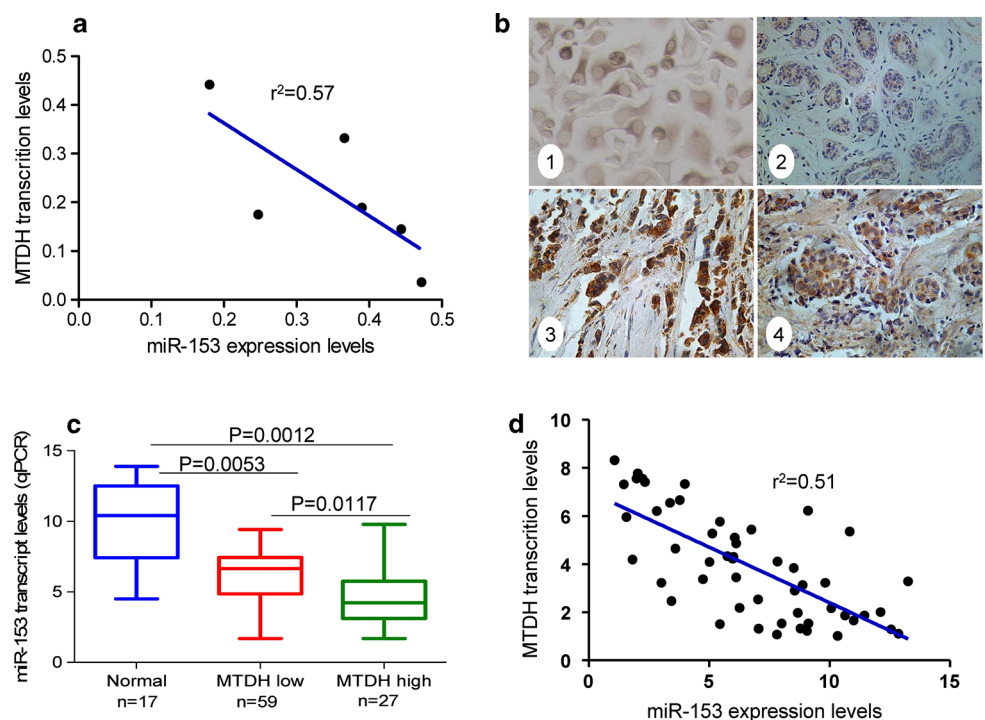 a
MTDH transcrition levels
0.5
0.4
0.3
0.2
0.1
0.0
r²=0.57
0.0 0.1 0.2 0.3 0.4 0.5
miR-153 expression levels
b
1
2
3
4
c
miR-153 transcript levels (qPCR)
15
10
5
0
P=0.0012
P=0.0053
P=0.0117
Normal MTDH low MTDH high
n=17 n=59 n=27
d
MTDH transcrition levels
10
8
6
4
2
0
r²=0.51
0 5 10 15
miR-153 expression levels